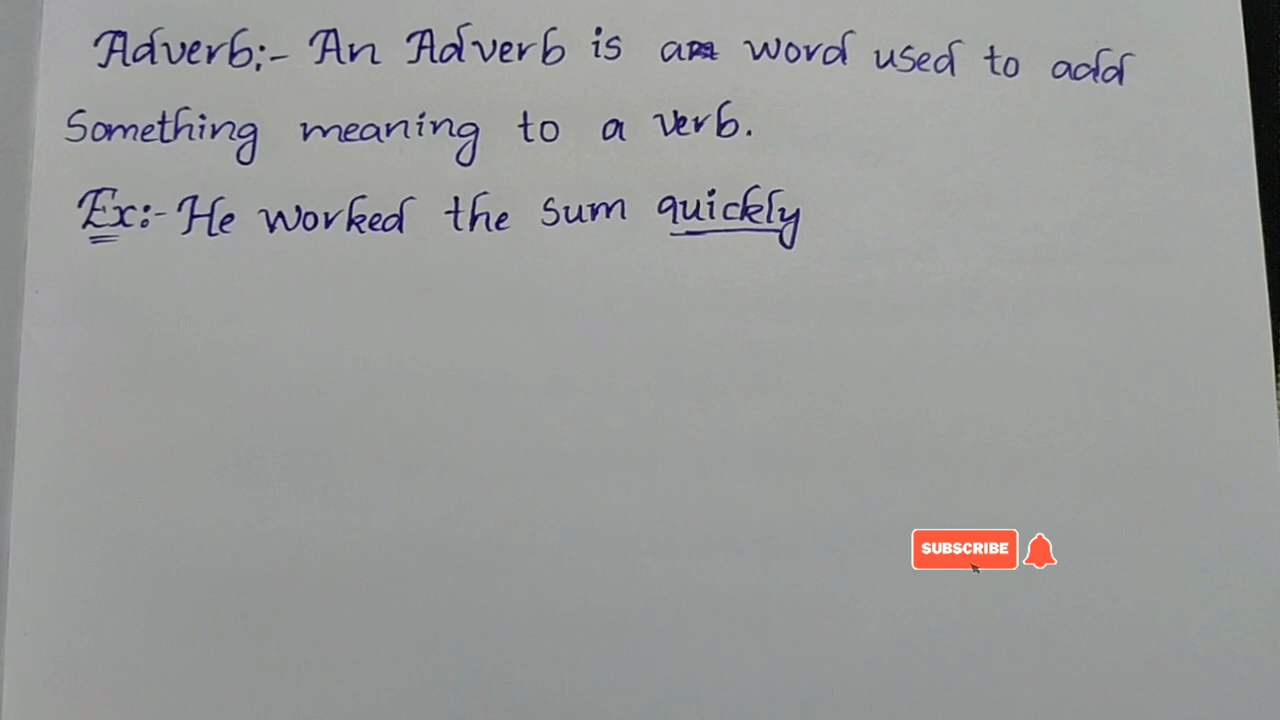 Adverb:- An Adverb is a word used to add
Something meaning to a verb.
Ex:- He worked the sum quickly
SUBSCRIBE